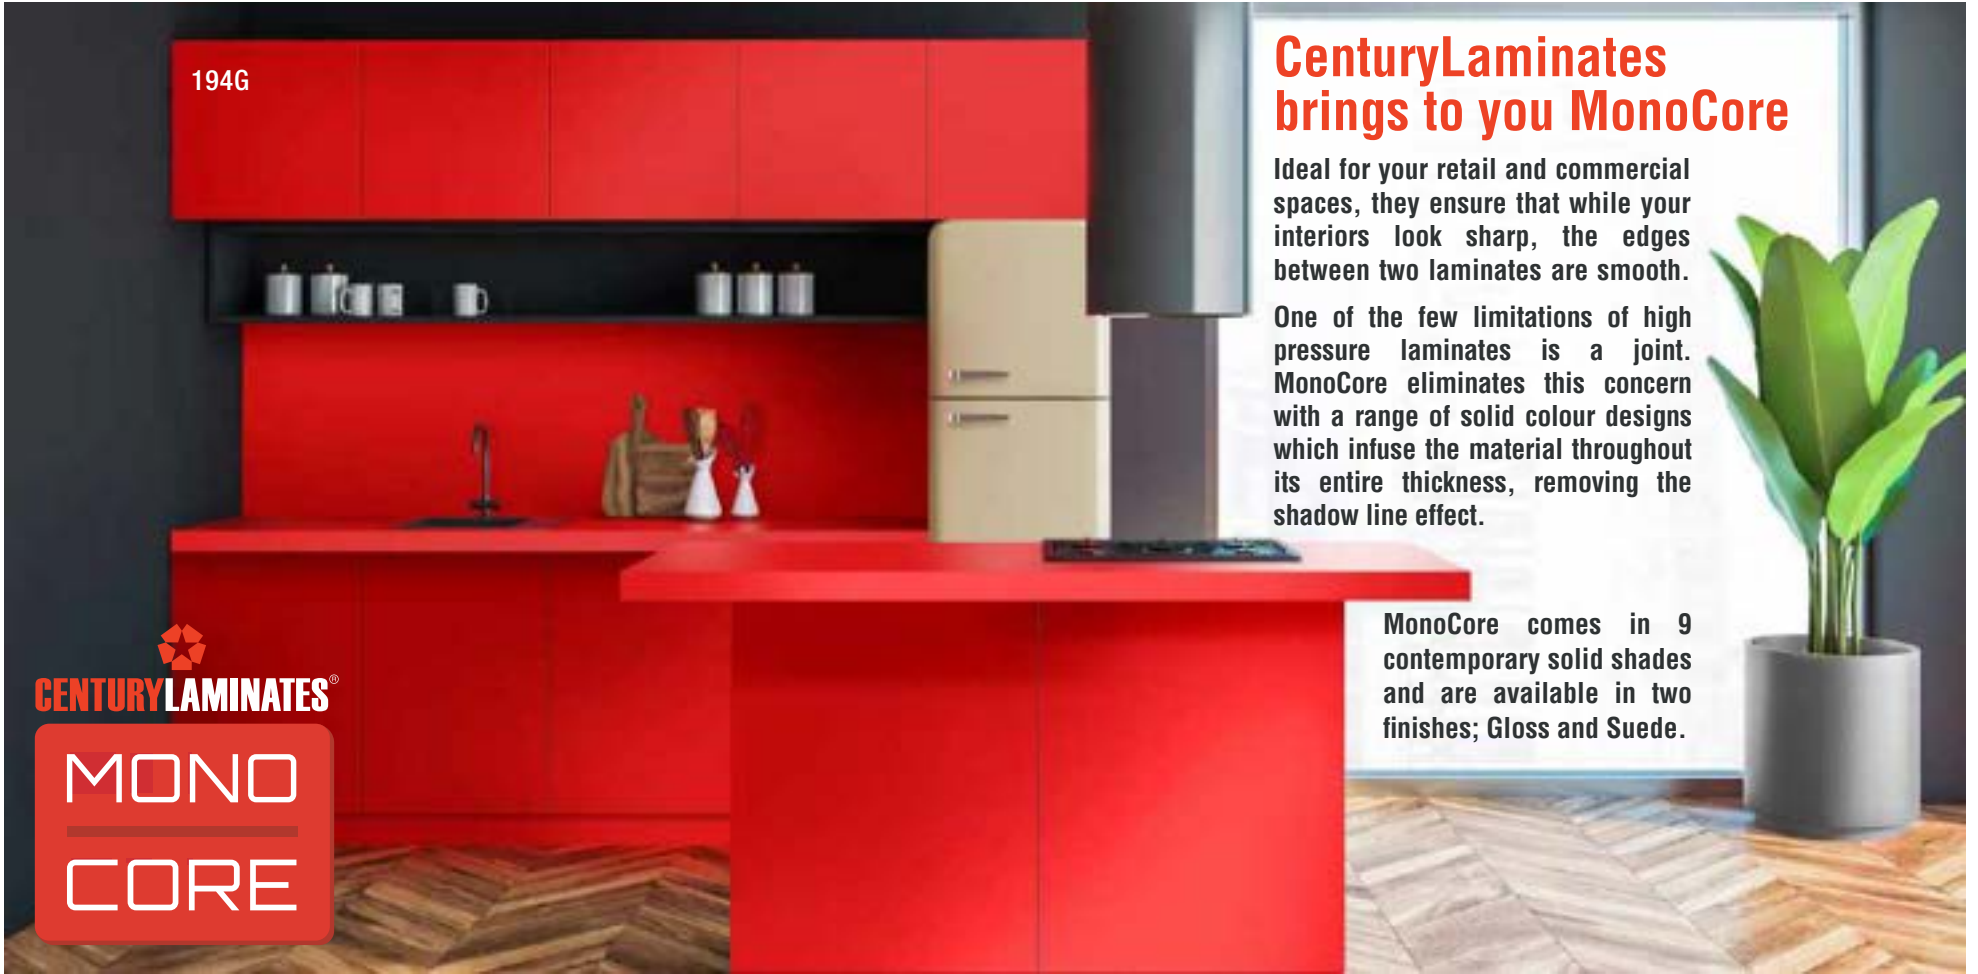 194G
CenturyLaminates
brings to you MonoCore
Ideal for your retail and commercial
spaces, they ensure that while your
interiors look sharp, the edges
between two laminates are smooth.
One of the few limitations of high
pressure laminates is a joint.
MonoCore eliminates this concern
with a range of solid colour designs
which infuse the material throughout
its entire thickness, removing the
shadow line effect.
MonoCore comes in 9
contemporary solid shades
and are available in two
finishes; Gloss and Suede.
CENTURYLAMINATES®
MONO
CORE